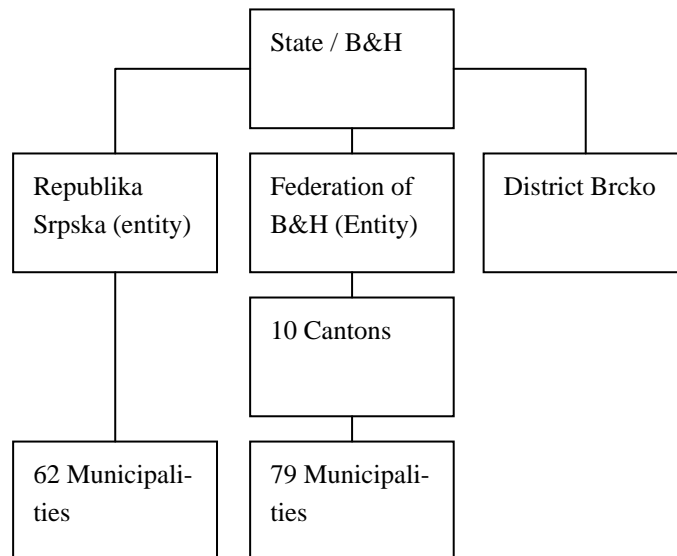 State / B&H
Republika
Srpska (entity)
Federation of
B&H (Entity)
District Brcko
10 Cantons
62 Municipali-
ties
79 Municipali-
ties